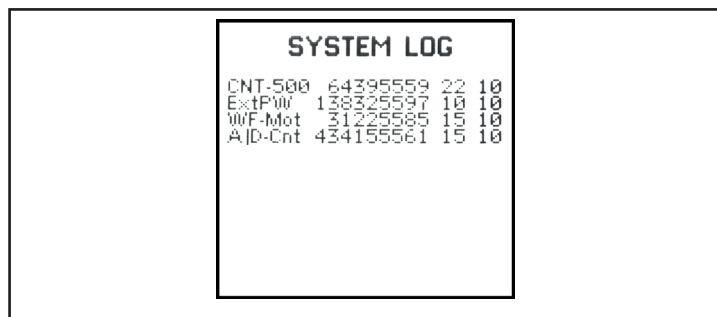 SYSTEM LOG
CNT-500 64395559 22 10
ExtPW 138325597 10 10
WF-Mot 31225585 15 10
A/D-Cnt 434155561 15 10